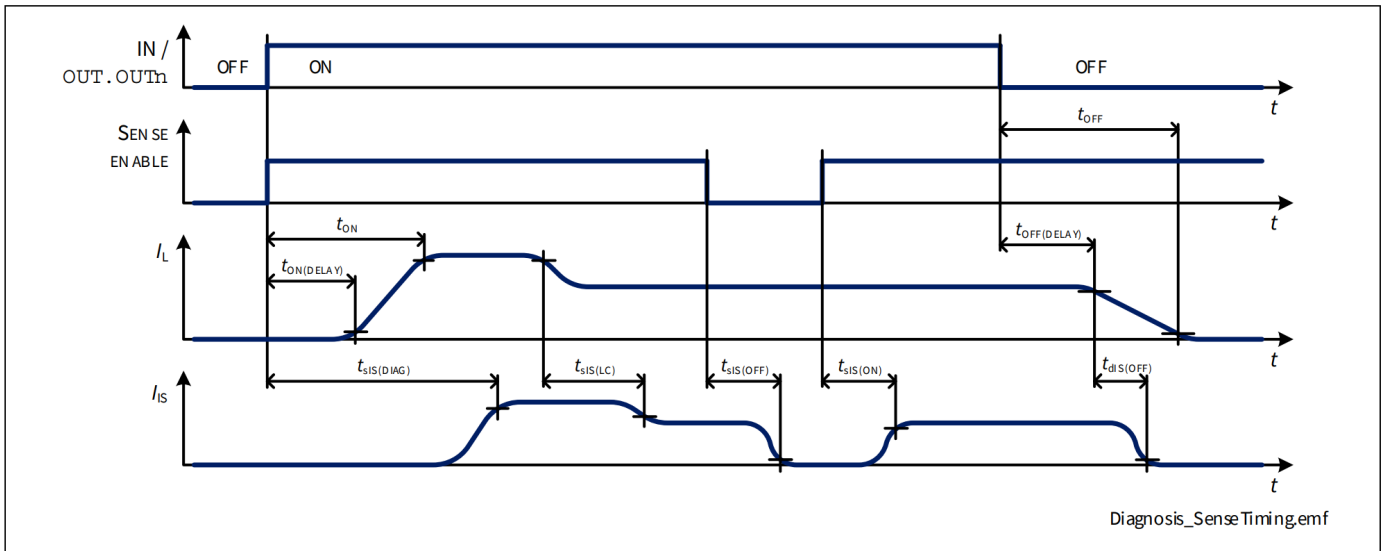 IN /
OUT.OUTn
OFF
ON
OFF
t
tOFF
SENSE
ENABLE
t
tON
tOFF(DELAY)
IL
tON(DELAY)
t
tsIS(DIAG)
tsIS(LC)
tsIS(OFF)
tsIS(ON)
tdIS(OFF)
IIS
t
Diagnosis_SenseTiming.emf